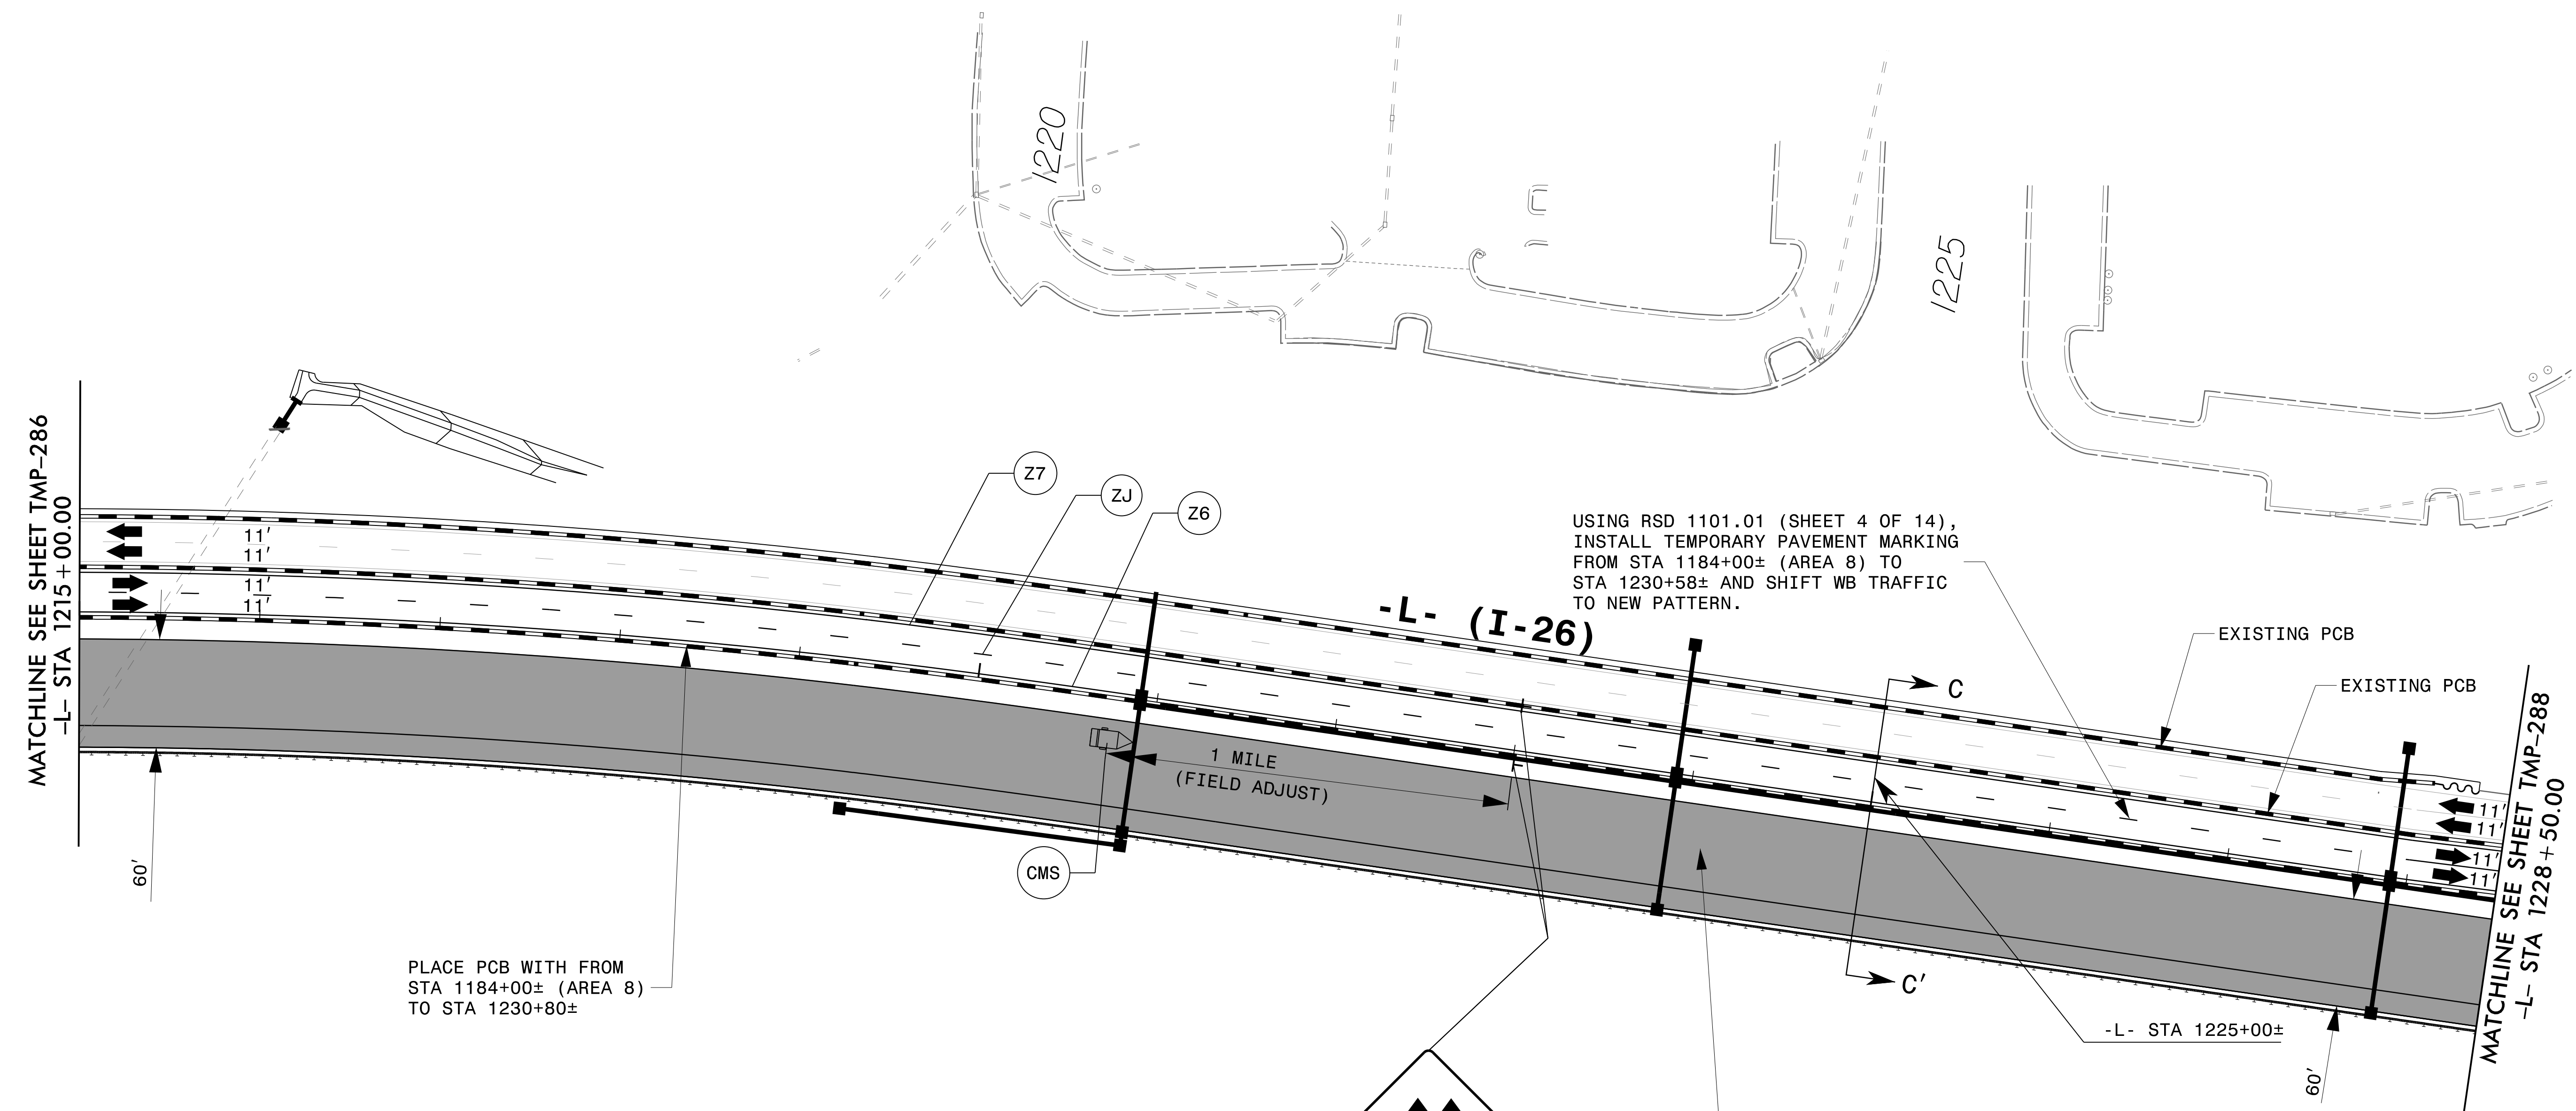 1220
1225
MATCHLINE SEE SHEET TMP–286
–L– STA 1215+00.00
Z7
ZJ
Z6
11'
11'
11'
11'
USING RSD 1101.01 (SHEET 4 OF 14),
INSTALL TEMPORARY PAVEMENT MARKING
FROM STA 1184+00± (AREA 8) TO
STA 1230+58± AND SHIFT WB TRAFFIC
TO NEW PATTERN.
-L- (I-26)
EXISTING PCB
EXISTING PCB
C
1 MILE
(FIELD ADJUST)
CMS
60'
PLACE PCB WITH FROM
STA 1184+00± (AREA 8)
TO STA 1230+80±
C'
-L- STA 1225+00±
11'
11'
11'
11'
60'
MATCHLINE SEE SHEET TMP–288
–L– STA 1228+50.00